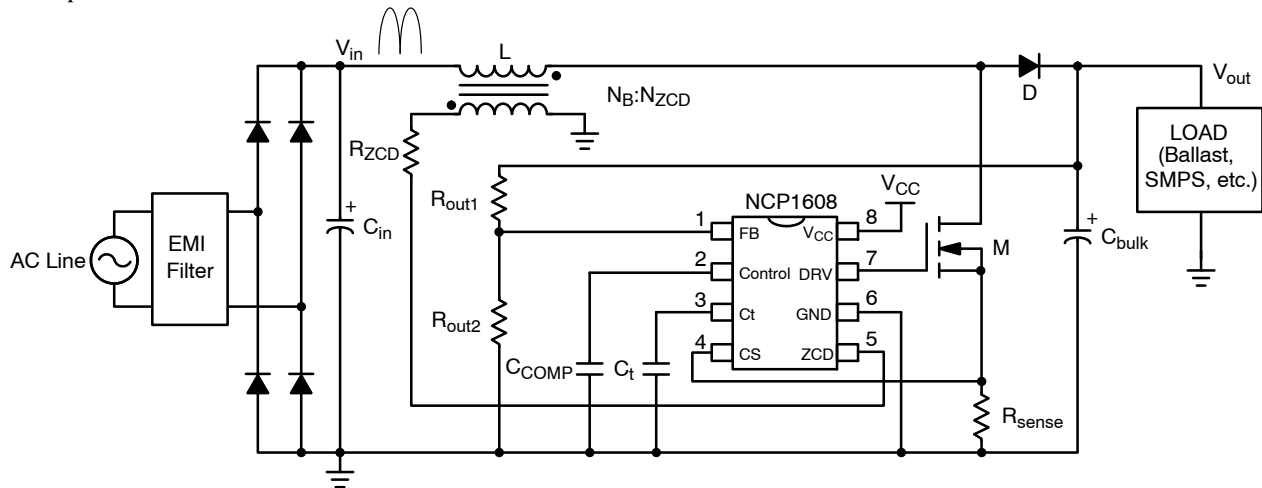 V_in
L
N_B:N_ZCD
D
V_out
LOAD
(Ballast,
SMPS, etc.)
R_ZCD
R_out1
V_CC
NCP1608
1
FB
V_CC
8
AC Line
EMI
Filter
+
C_in
2
Control
DRV
7
M
+
C_bulk
3
Ct
GND
6
R_out2
4
CS
ZCD
5
C_COMP
C_t
R_sense